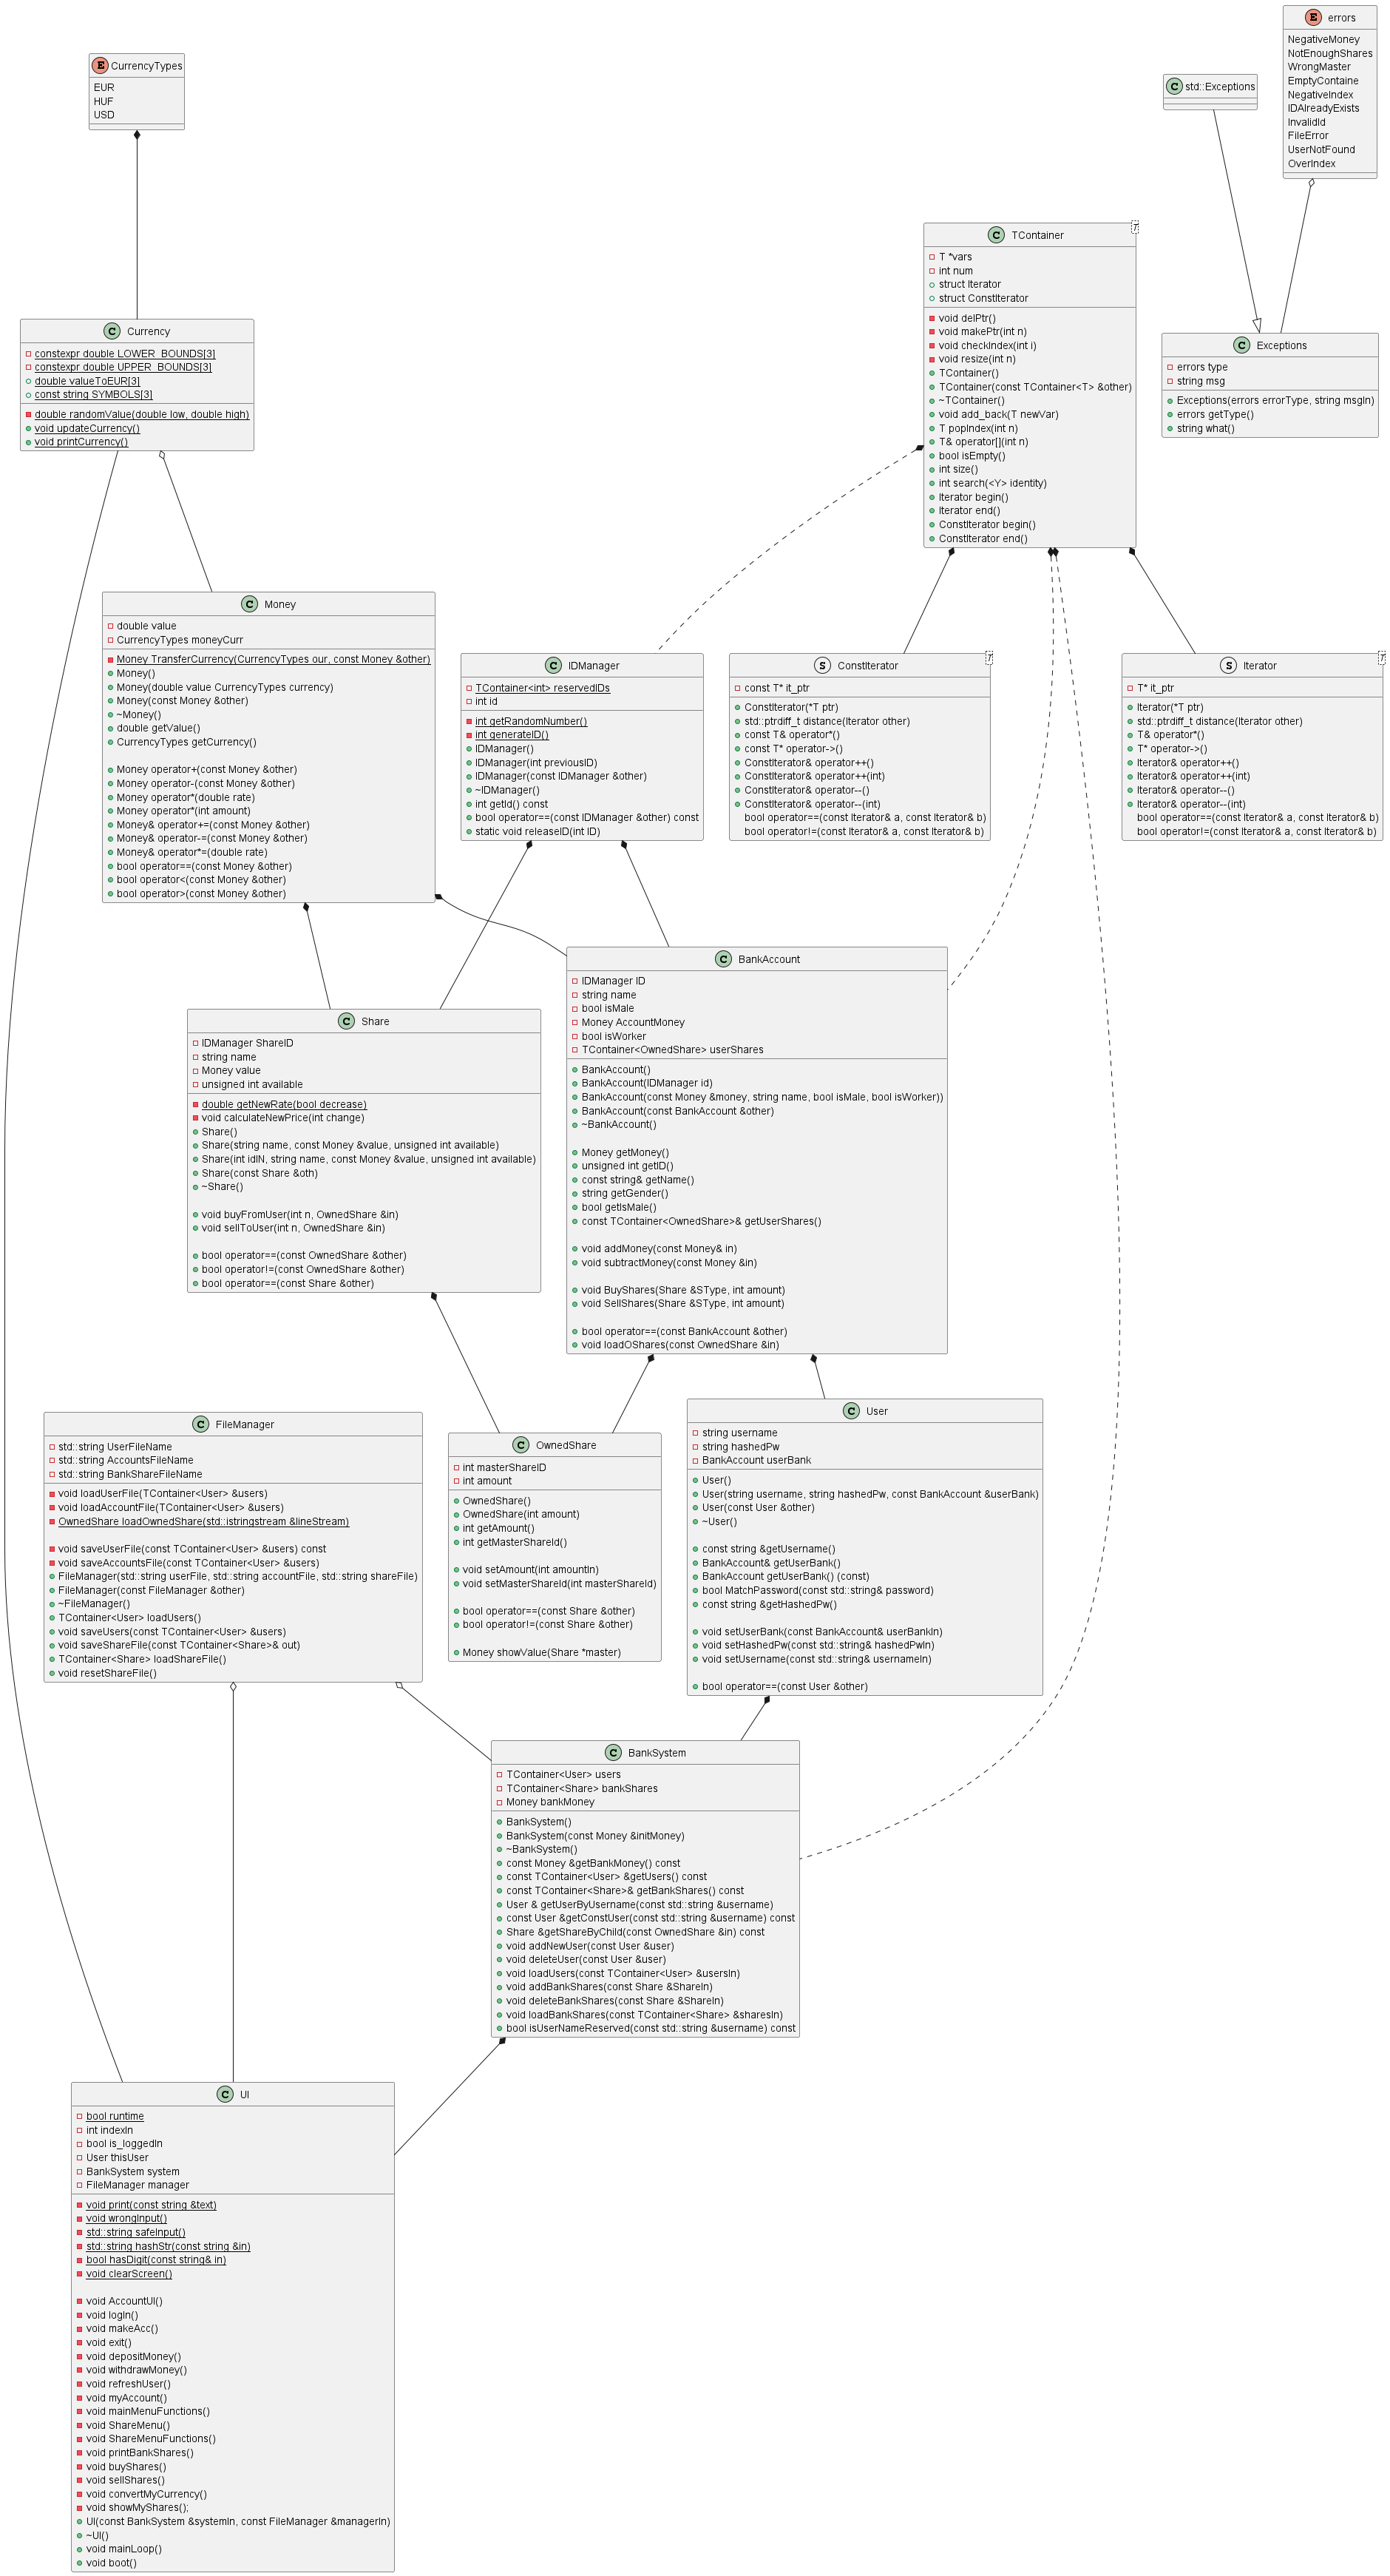 E errors
NegativeMoney
NotEnoughShares
WrongMaster
EmptyContaine
NegativeIndex
IDAlreadyExists
InvalidId
FileError
UserNotFound
OverIndex
E CurrencyTypes
EUR
HUF
USD
C std::Exceptions
C TContainer T
T *vars
int num
struct Iterator
struct ConstIterator
void delPtr()
void makePtr(int n)
void checkIndex(int i)
void resize(int n)
TContainer()
TContainer(const TContainer<T> &other)
~TContainer()
void add_back(T newVar)
T popIndex(int n)
T& operator[](int n)
bool isEmpty()
int size()
int search(<Y> identity)
Iterator begin()
Iterator end()
ConstIterator begin()
ConstIterator end()
C Exceptions
errors type
string msg
Exceptions(errors errorType, string msgIn)
errors getType()
string what()
C Currency
constexpr double LOWER_BOUNDS[3]
constexpr double UPPER_BOUNDS[3]
double valueToEUR[3]
const string SYMBOLS[3]
double randomValue(double low, double high)
void updateCurrency()
void printCurrency()
C Money
double value
CurrencyTypes moneyCurr
Money TransferCurrency(CurrencyTypes our, const Money &other)
Money()
Money(double value CurrencyTypes currency)
Money(const Money &other)
~Money()
double getValue()
CurrencyTypes getCurrency()
Money operator+(const Money &other)
Money operator-(const Money &other)
Money operator*(double rate)
Money operator*(int amount)
Money& operator+=(const Money &other)
Money& operator-=(const Money &other)
Money& operator*=(double rate)
bool operator==(const Money &other)
bool operator<(const Money &other)
bool operator>(const Money &other)
C IDManager
TContainer<int> reservedIDs
int id
int getRandomNumber()
int generateID()
IDManager()
IDManager(int previousID)
IDManager(const IDManager &other)
~IDManager()
int getId() const
bool operator==(const IDManager &other) const
static void releaseID(int ID)
S ConstIterator T
const T* it_ptr
ConstIterator(*T ptr)
std::ptrdiff_t distance(Iterator other)
const T& operator*()
const T* operator->()
ConstIterator& operator++()
ConstIterator& operator++(int)
ConstIterator& operator--()
ConstIterator& operator--(int)
bool operator==(const Iterator& a, const Iterator& b)
bool operator!=(const Iterator& a, const Iterator& b)
S Iterator T
T* it_ptr
Iterator(*T ptr)
std::ptrdiff_t distance(Iterator other)
T& operator*()
T* operator->()
Iterator& operator++()
Iterator& operator++(int)
Iterator& operator--()
Iterator& operator--(int)
bool operator==(const Iterator& a, const Iterator& b)
bool operator!=(const Iterator& a, const Iterator& b)
C Share
IDManager ShareID
string name
Money value
unsigned int available
double getNewRate(bool decrease)
void calculateNewPrice(int change)
Share()
Share(string name, const Money &value, unsigned int available)
Share(int idIN, string name, const Money &value, unsigned int available)
Share(const Share &oth)
~Share()
void buyFromUser(int n, OwnedShare &in)
void sellToUser(int n, OwnedShare &in)
bool operator==(const OwnedShare &other)
bool operator!=(const OwnedShare &other)
bool operator==(const Share &other)
C BankAccount
IDManager ID
string name
bool isMale
Money AccountMoney
bool isWorker
TContainer<OwnedShare> userShares
BankAccount()
BankAccount(IDManager id)
BankAccount(const Money &money, string name, bool isMale, bool isWorker))
BankAccount(const BankAccount &other)
~BankAccount()
Money getMoney()
unsigned int getID()
const string& getName()
string getGender()
bool getIsMale()
const TContainer<OwnedShare>& getUserShares()
void addMoney(const Money& in)
void subtractMoney(const Money &in)
void BuyShares(Share &SType, int amount)
void SellShares(Share &SType, int amount)
bool operator==(const BankAccount &other)
void loadOShares(const OwnedShare &in)
C FileManager
std::string UserFileName
std::string AccountsFileName
std::string BankShareFileName
void loadUserFile(TContainer<User> &users)
void loadAccountFile(TContainer<User> &users)
OwnedShare loadOwnedShare(std::istringstream &lineStream)
void saveUserFile(const TContainer<User> &users) const
void saveAccountsFile(const TContainer<User> &users)
FileManager(std::string userFile, std::string accountFile, std::string shareFile)
FileManager(const FileManager &other)
~FileManager()
TContainer<User> loadUsers()
void saveUsers(const TContainer<User> &users)
void saveShareFile(const TContainer<Share>& out)
TContainer<Share> loadShareFile()
void resetShareFile()
C OwnedShare
int masterShareID
int amount
OwnedShare()
OwnedShare(int amount)
int getAmount()
int getMasterShareId()
void setAmount(int amountIn)
void setMasterShareId(int masterShareId)
bool operator==(const Share &other)
bool operator!=(const Share &other)
Money showValue(Share *master)
C User
string username
string hashedPw
BankAccount userBank
User()
User(string username, string hashedPw, const BankAccount &userBank)
User(const User &other)
~User()
const string &getUsername()
BankAccount& getUserBank()
BankAccount getUserBank() (const)
bool MatchPassword(const std::string& password)
const string &getHashedPw()
void setUserBank(const BankAccount& userBankIn)
void setHashedPw(const std::string& hashedPwIn)
void setUsername(const std::string& usernameIn)
bool operator==(const User &other)
C BankSystem
TContainer<User> users
TContainer<Share> bankShares
Money bankMoney
BankSystem()
BankSystem(const Money &initMoney)
~BankSystem()
const Money &getBankMoney() const
const TContainer<User> &getUsers() const
const TContainer<Share>& getBankShares() const
User & getUserByUsername(const std::string &username)
const User &getConstUser(const std::string &username) const
Share &getShareByChild(const OwnedShare &in) const
void addNewUser(const User &user)
void deleteUser(const User &user)
void loadUsers(const TContainer<User> &usersIn)
void addBankShares(const Share &ShareIn)
void deleteBankShares(const Share &ShareIn)
void loadBankShares(const TContainer<Share> &sharesIn)
bool isUserNameReserved(const std::string &username) const
C UI
bool runtime
int indexIn
bool is_loggedIn
User thisUser
BankSystem system
FileManager manager
void print(const string &text)
void wrongInput()
std::string safeInput()
std::string hashStr(const string &in)
bool hasDigit(const string& in)
void clearScreen()
void AccountUI()
void logIn()
void makeAcc()
void exit()
void depositMoney()
void withdrawMoney()
void refreshUser()
void myAccount()
void mainMenuFunctions()
void ShareMenu()
void ShareMenuFunctions()
void printBankShares()
void buyShares()
void sellShares()
void convertMyCurrency()
void showMyShares();
UI(const BankSystem &systemIn, const FileManager &managerIn)
~UI()
void mainLoop()
void boot()